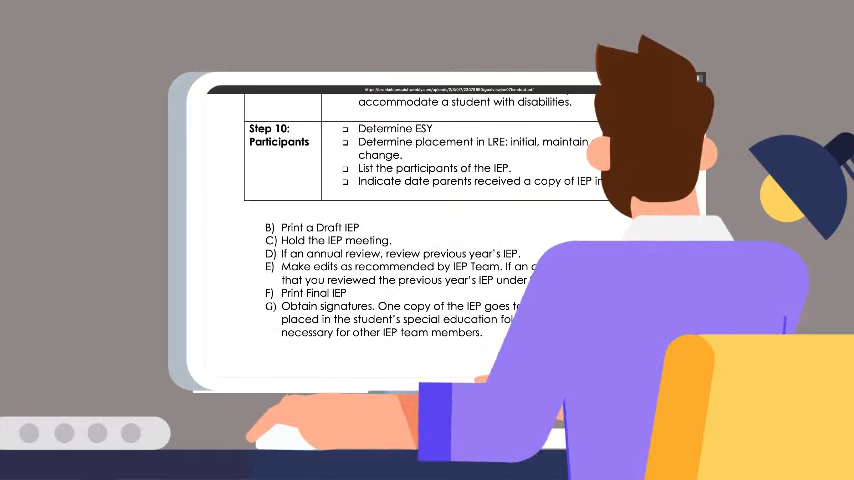 accommodate a student with disabilities.
Step 10: Determine ESY
Participants Determine placement in LRE: initial, maintain
change.
List the participants of the IEP.
Indicate date parents received a copy of IEP in
B) Print a Draft IEP
C) Hold the IEP meeting.
D) If an annual review, review previous year's IEP.
E) Make edits as recommended by IEP Team. If an
that you reviewed the previous year's IEP under
F) Print Final IEP
G) Obtain signatures. One copy of the IEP goes to
placed in the student's special education
necessary for other IEP team members.